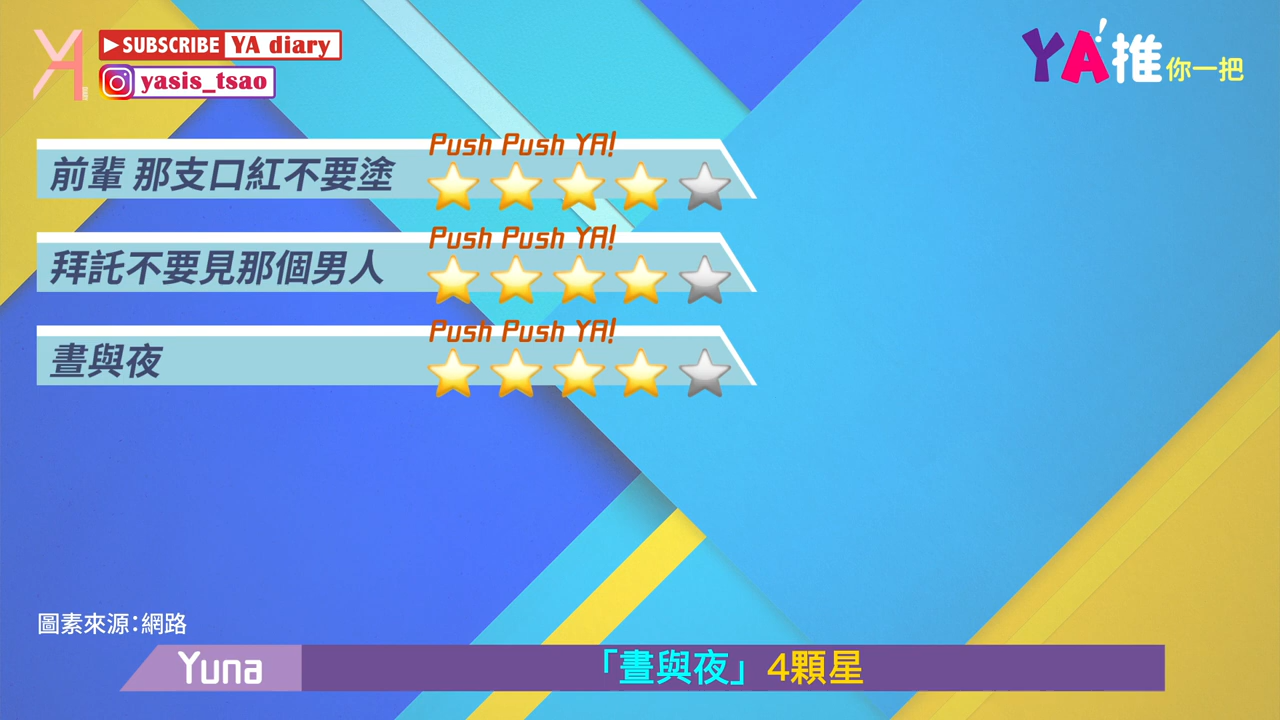 SUBSCRIBE YA diary
yasis_tsao
YA!推你一把
Push Push YA!
前輩 那支口紅不要塗
Push Push YA!
拜託不要見那個男人
Push Push YA!
晝與夜
圖素來源:網路
Yuna
「晝與夜」4顆星